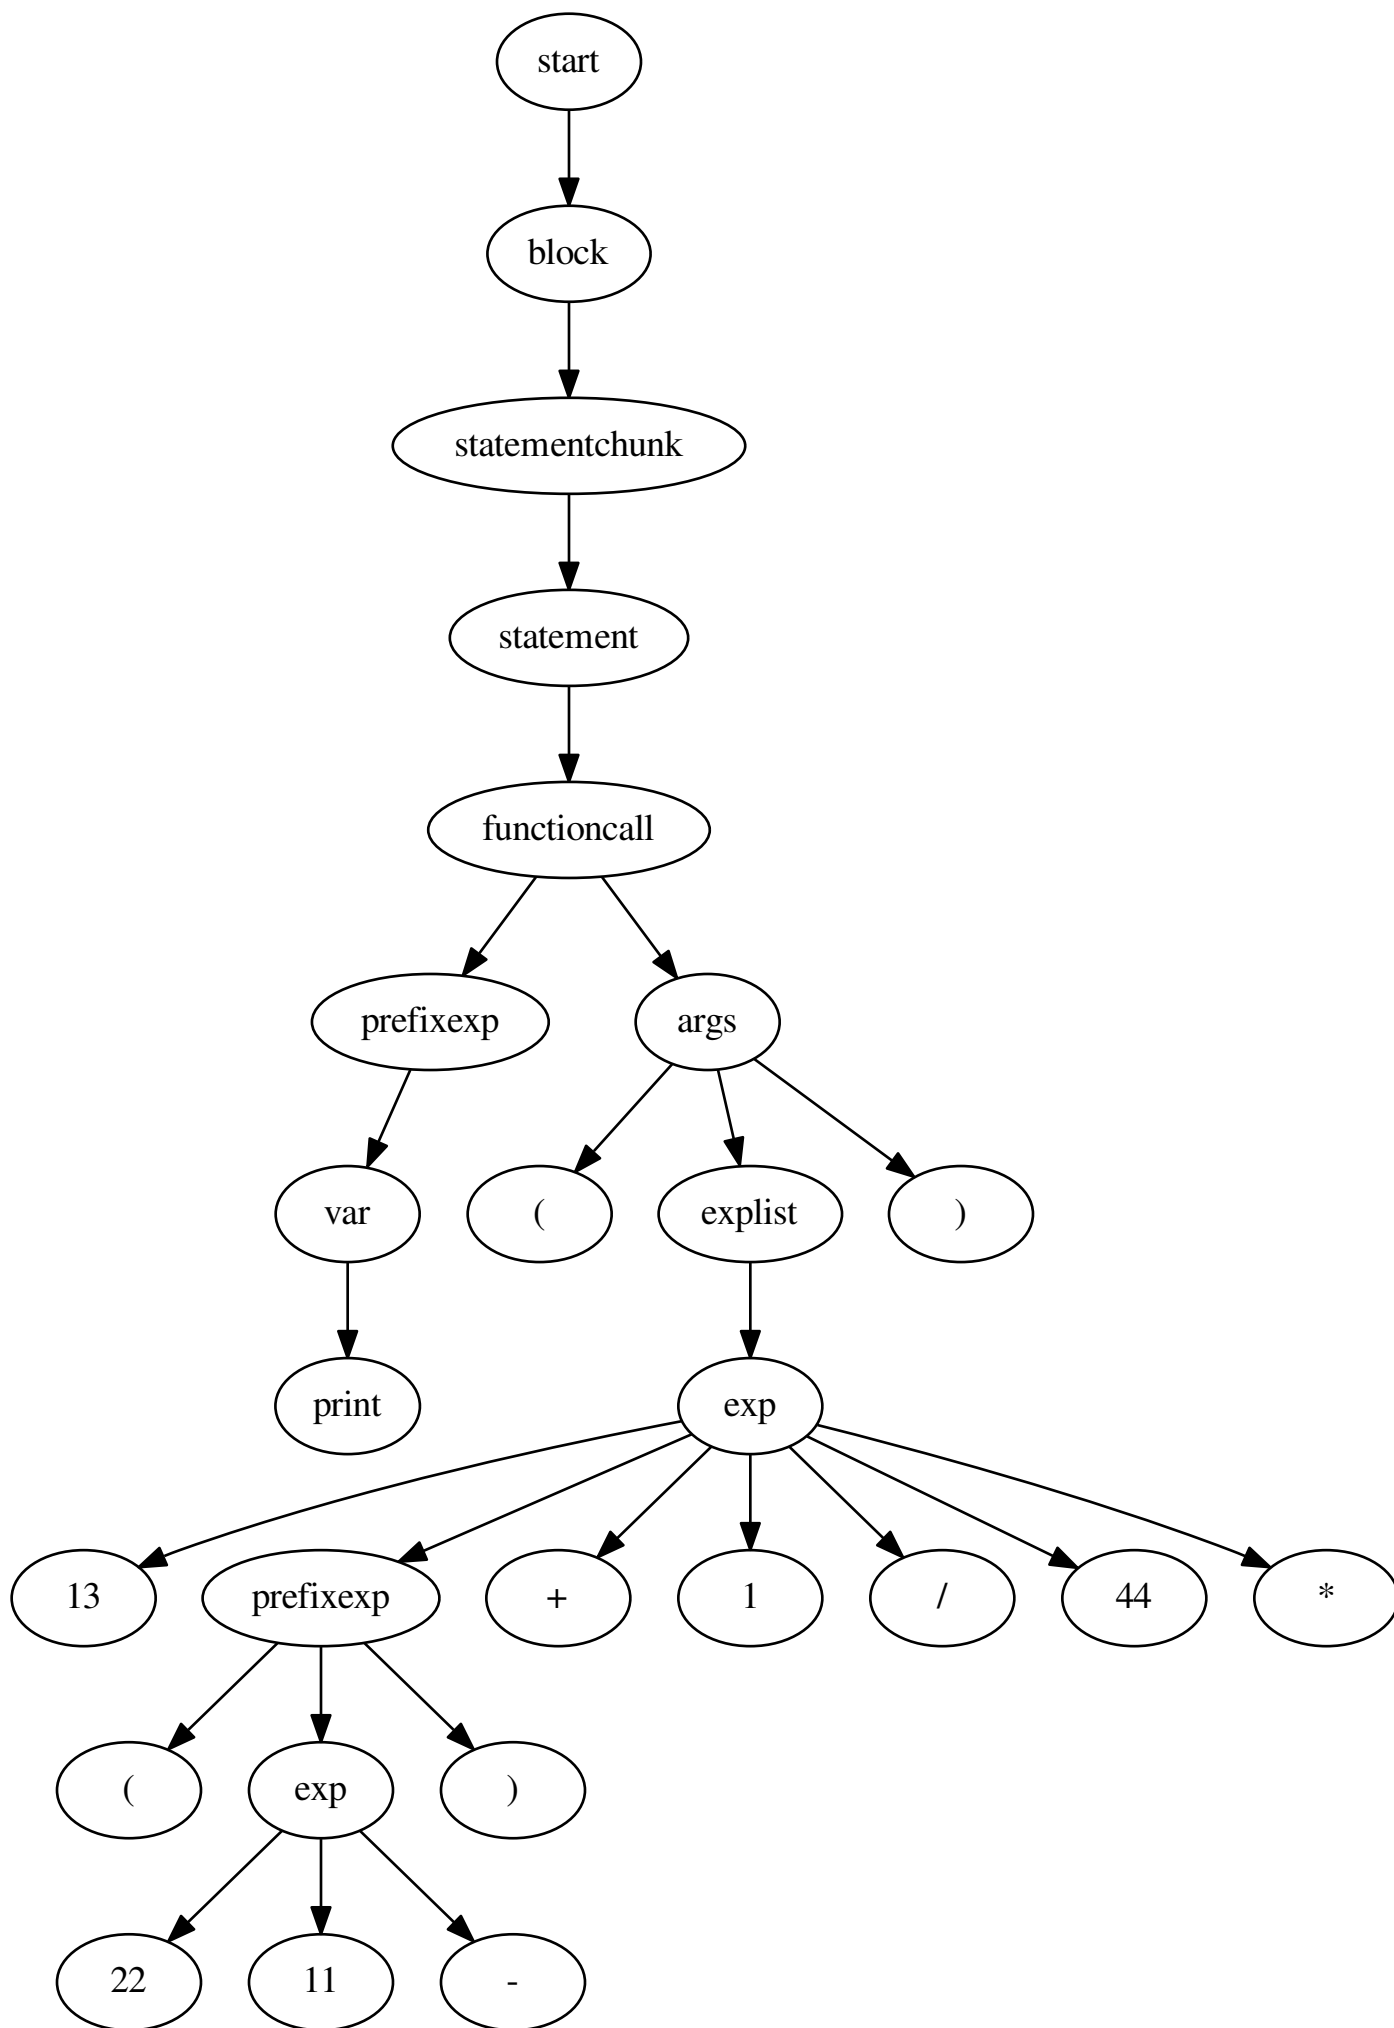 start
block
statementchunk
statement
functioncall
prefixexp args
var ( explist )
print exp
13 prefixexp + 1 / 44 *
( exp )
22 11 -